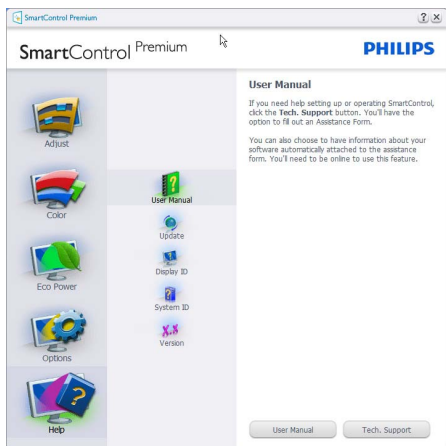 SmartControl Premium
SmartControl Premium
PHILIPS
Adjust
Color
Eco Power
Options
Help
User Manual
Update
Display ID
System ID
X.X
Version
User Manual
If you need help setting up or operating SmartControl,
click the Tech. Support button. You'll have the
option to fill out an Assistance Form.
You can also choose to have information about your
software automatically attached to the assistance
form. You'll need to be online to use this feature.
User Manual
Tech. Support